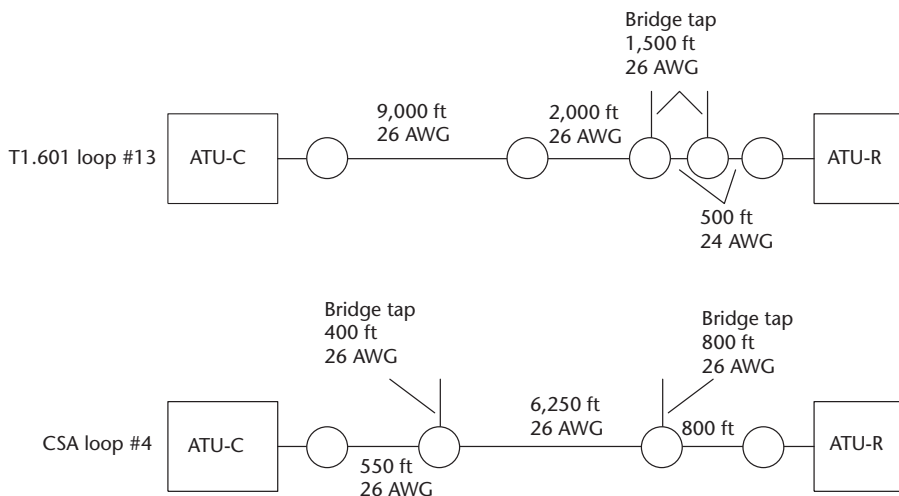 Bridge tap
1,500 ft
26 AWG
9,000 ft
26 AWG
2,000 ft
26 AWG
T1.601 loop #13
ATU-C
ATU-R
500 ft
24 AWG
Bridge tap
400 ft
26 AWG
Bridge tap
800 ft
26 AWG
6,250 ft
26 AWG
800 ft
CSA loop #4
ATU-C
ATU-R
550 ft
26 AWG